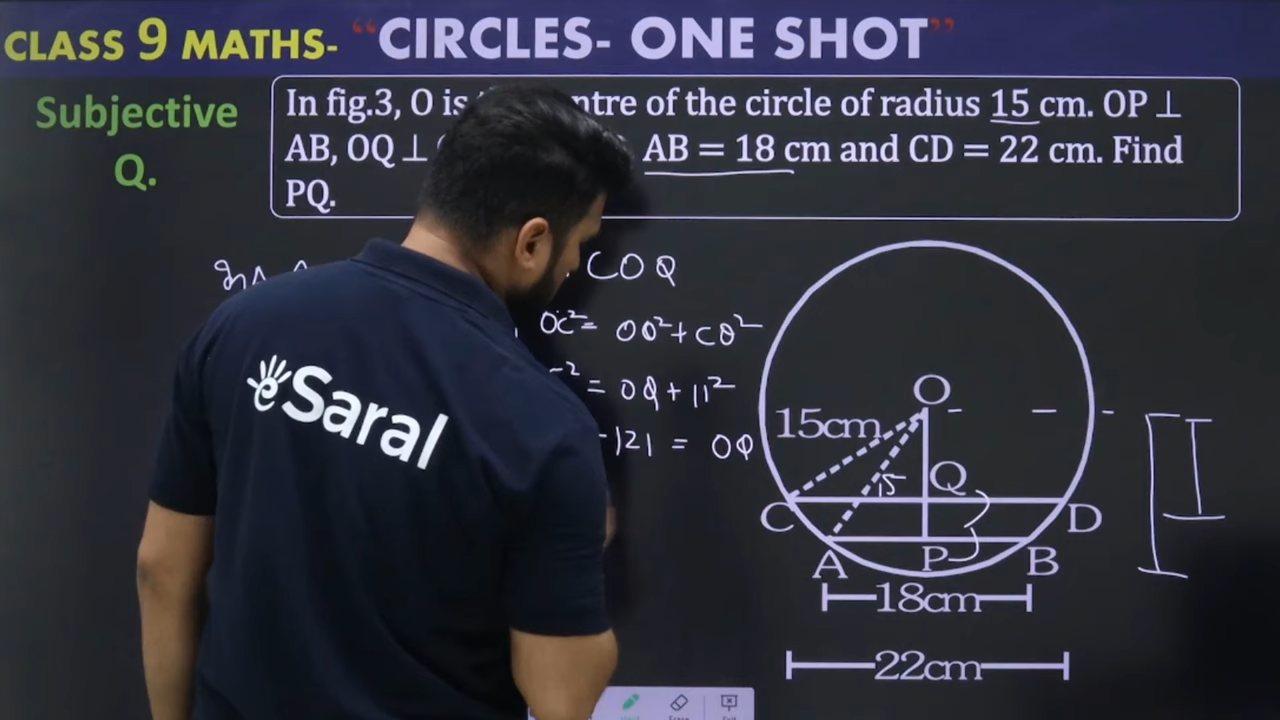 CLASS 9 MATHS- “CIRCLES- ONE SHOT”
Subjective
Q.
In fig.3, O is ntre of the circle of radius 15 cm. OP ⊥
AB, OQ ⊥ AB = 18 cm and CD = 22 cm. Find
PQ.
COQ
OC² = OQ² + CQ²
² = OQ + 11²
-121 = OQ
eSaral
O
15cm
15
Q
C
D
A
P
B
18cm
22cm